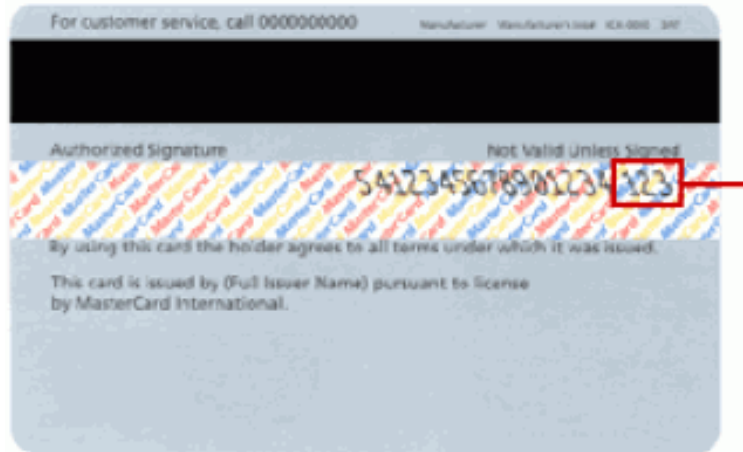 For customer service, call 0000000000
Manufacturer
Authorized Signature
Not Valid Unless Signed
5412345678901234 123
By using this card the holder agrees to all terms under which it was issued.
This card is issued by (Full Issuer Name) pursuant to license
by MasterCard International.